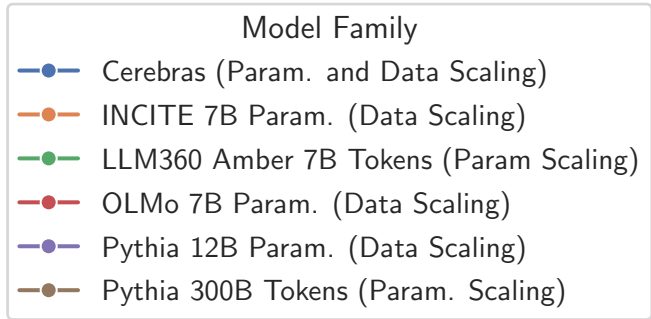 Model Family
Cerebras (Param. and Data Scaling)
INCITE 7B Param. (Data Scaling)
LLM360 Amber 7B Tokens (Param Scaling)
OLMo 7B Param. (Data Scaling)
Pythia 12B Param. (Data Scaling)
Pythia 300B Tokens (Param. Scaling)